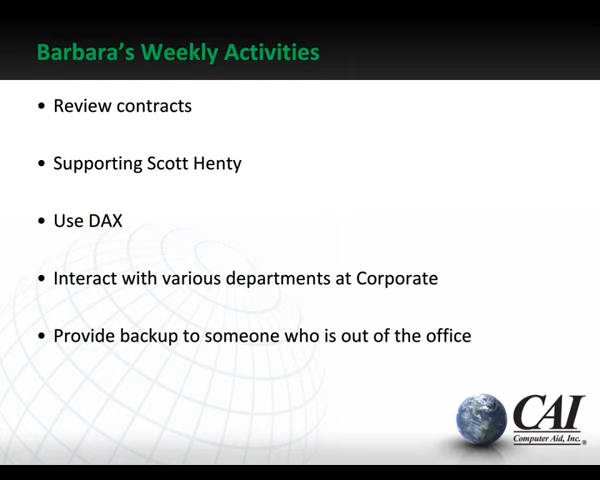 Barbara’s Weekly Activities
• Review contracts
• Supporting Scott Henty
• Use DAX
• Interact with various departments at Corporate
• Provide backup to someone who is out of the office
CAI
Computer Aid, Inc.®